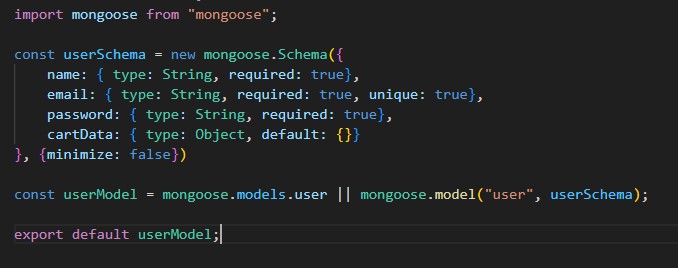 import mongoose from "mongoose";
const userSchema = new mongoose.Schema({
name: { type: String, required: true},
email: { type: String, required: true, unique: true},
password: { type: String, required: true},
cartData: { type: Object, default: {}}
}, {minimize: false})
const userModel = mongoose.models.user || mongoose.model("user", userSchema);
export default userModel;